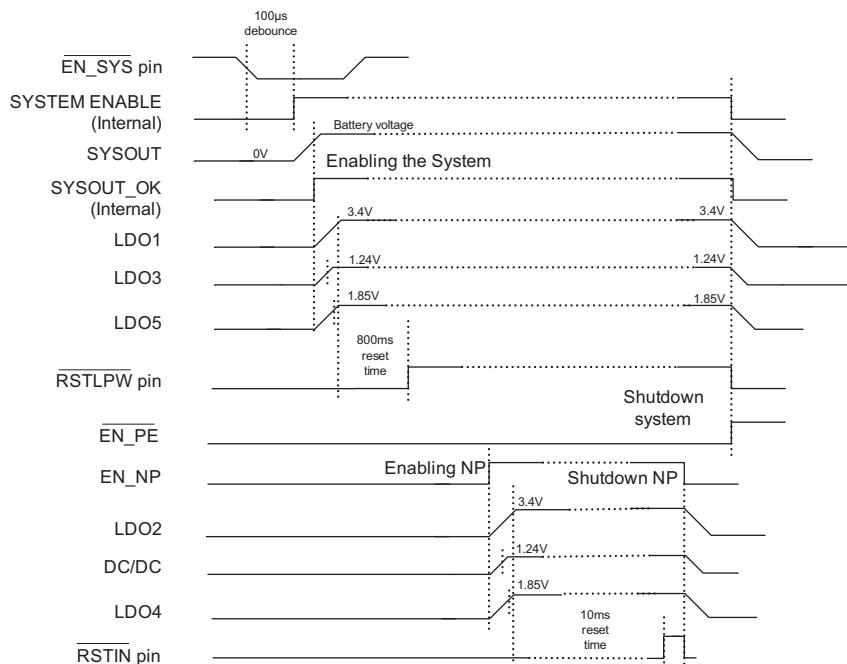 100µs
debounce
EN_SYS pin
SYSTEM ENABLE
(Internal)
Battery voltage
SYSOUT
0V
Enabling the System
SYSOUT_OK
(Internal)
3.4V
3.4V
LDO1
1.24V
1.24V
LDO3
1.85V
1.85V
LDO5
800ms
reset
time
RSTLPW pin
Shutdown
system
EN_PE
Enabling NP
Shutdown NP
EN_NP
3.4V
LDO2
1.24V
DC/DC
1.85V
LDO4
10ms
reset
time
RSTIN pin